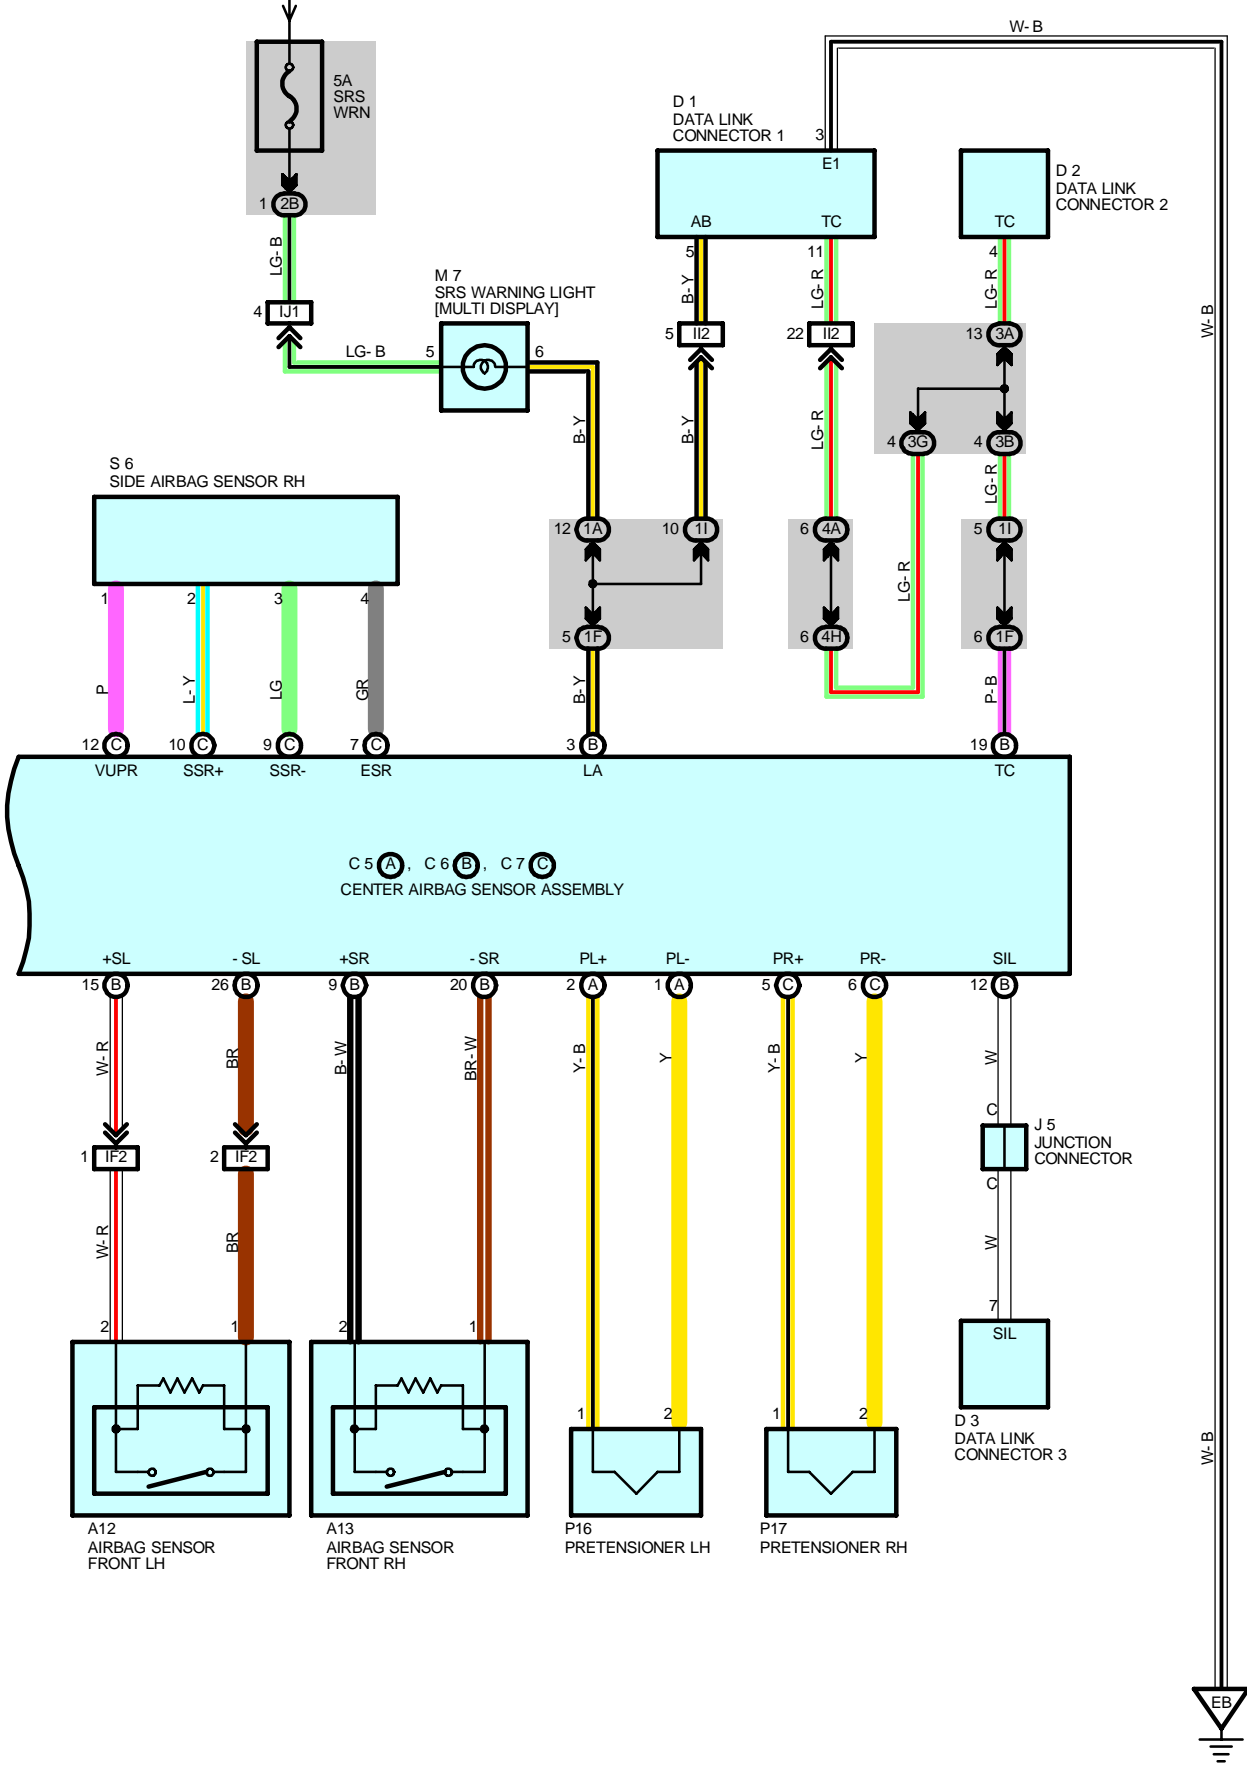 W- B
5A
SRS
WRN
D 1
DATA LINK
CONNECTOR 1
3
E1
D 2
DATA LINK
CONNECTOR 2
1 2B
AB
TC
TC
5
11
4
LG- B
B- Y
LG- R
LG- R
M 7
SRS WARNING LIGHT
[MULTI DISPLAY]
4 IJ1
5 II2
22 II2
13 3A
W- B
LG- B
5
6
B- Y
B- Y
LG- R
4 3G
4 3B
S 6
SIDE AIRBAG SENSOR RH
LG- R
12 1A
10 1I
6 4A
5 1I
LG- R
1
2
3
4
5 1F
6 4H
6 1F
P
L- Y
LG
GR
B- Y
P- B
12 C
10 C
9 C
7 C
3 B
19 B
VUPR
SSR+
SSR-
ESR
LA
TC
C 5 A , C 6 B , C 7 C
CENTER AIRBAG SENSOR ASSEMBLY
+SL
- SL
+SR
- SR
PL+
PL-
PR+
PR-
SIL
15 B
26 B
9 B
20 B
2 A
1 A
5 C
6 C
12 B
W- R
BR
B- W
BR- W
Y- B
Y
Y- B
Y
W
C
J 5
JUNCTION
CONNECTOR
1 IF2
2 IF2
C
W- R
BR
W
7
SIL
2
1
2
1
1
2
1
2
D 3
DATA LINK
CONNECTOR 3
W- B
A12
AIRBAG SENSOR
FRONT LH
A13
AIRBAG SENSOR
FRONT RH
P16
PRETENSIONER LH
P17
PRETENSIONER RH
EB